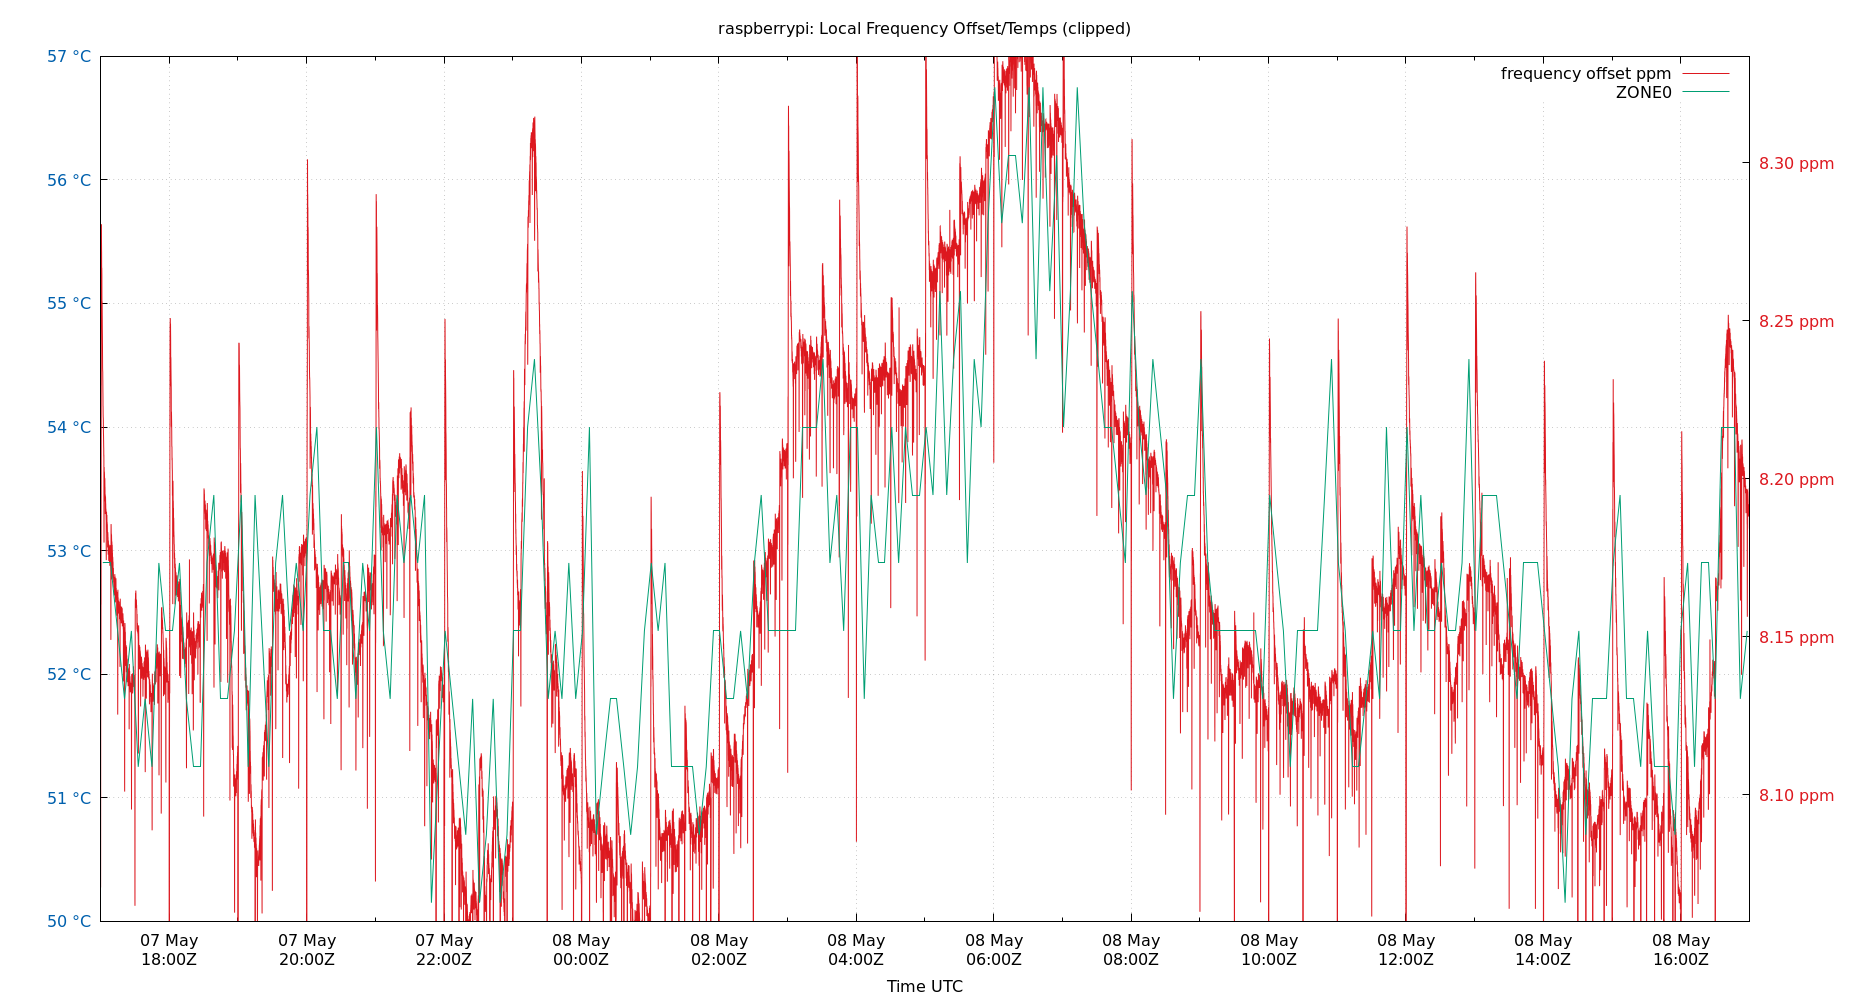 raspberrypi: Local Frequency Offset/Temps (clipped)
57 °C
56 °C
55 °C
54 °C
53 °C
52 °C
51 °C
50 °C
frequency offset ppm
ZONE0
8.30 ppm
8.25 ppm
8.20 ppm
8.15 ppm
8.10 ppm
07 May 07 May 07 May 08 May 08 May 08 May 08 May 08 May 08 May 08 May 08 May 08 May
18:00Z 20:00Z 22:00Z 00:00Z 02:00Z 04:00Z 06:00Z 08:00Z 10:00Z 12:00Z 14:00Z 16:00Z
Time UTC